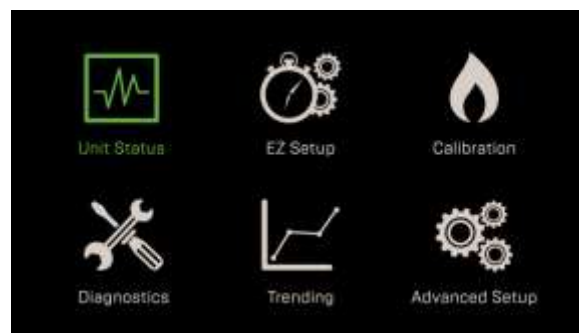 Unit Status
EZ Setup
Calibration
Diagnostics
Trending
Advanced Setup